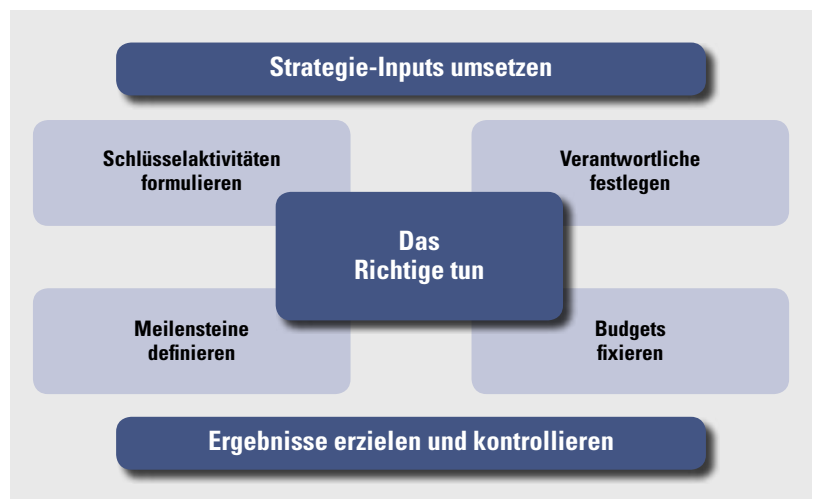 Strategie-Inputs umsetzen
Schlüsselaktivitäten
formulieren
Verantwortliche
festlegen
Das
Richtige tun
Meilensteine
definieren
Budgets
fixieren
Ergebnisse erzielen und kontrollieren